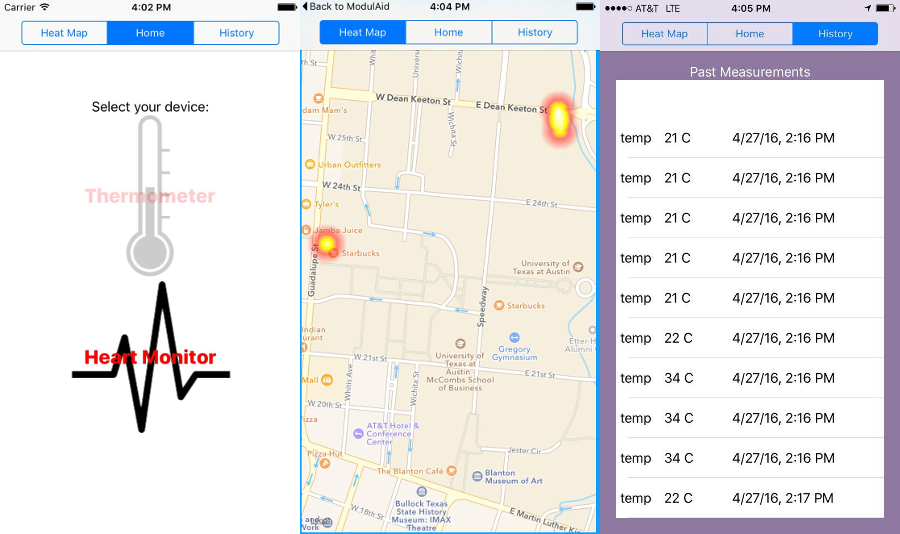 Carrier 4:02 PM
Heat Map Home History
Select your device:
Thermometer
Heart Monitor
Back to ModulAid 4:04 PM
Heat Map Home History
W Dean Keeton St
E Dean Keeton St
dam Mam's
Wichita St
W 25th St
Urban Outfitters
W 24th St
E 24th St
Tyler's
Jamba Juice
Starbucks
Guadalupe St
University of
Texas at Austin
Speedway
Starbucks
Indian
urant
Gregory
Gymnasium
Etter-H
Alumni
University of
Texas at
Austin
McCombs School
of Business
W 21st St
E 21st St
Mall
Whitis Ave
Wichita St
W 20th St
izza
AT&T Hotel &
Conference
Center
Pizza Hut
Jester Cir
The Blanton Café
Blanton
Museum of Art
Bullock Texas
State History
Museum: IMAX
Theatre
W 18th St
E Martin Luther Kin
and
Work
AT&T LTE 4:05 PM
Heat Map Home History
Past Measurements
temp 21 C 4/27/16, 2:16 PM
temp 21 C 4/27/16, 2:16 PM
temp 21 C 4/27/16, 2:16 PM
temp 21 C 4/27/16, 2:16 PM
temp 21 C 4/27/16, 2:16 PM
temp 22 C 4/27/16, 2:16 PM
temp 34 C 4/27/16, 2:16 PM
temp 34 C 4/27/16, 2:16 PM
temp 34 C 4/27/16, 2:16 PM
temp 22 C 4/27/16, 2:17 PM